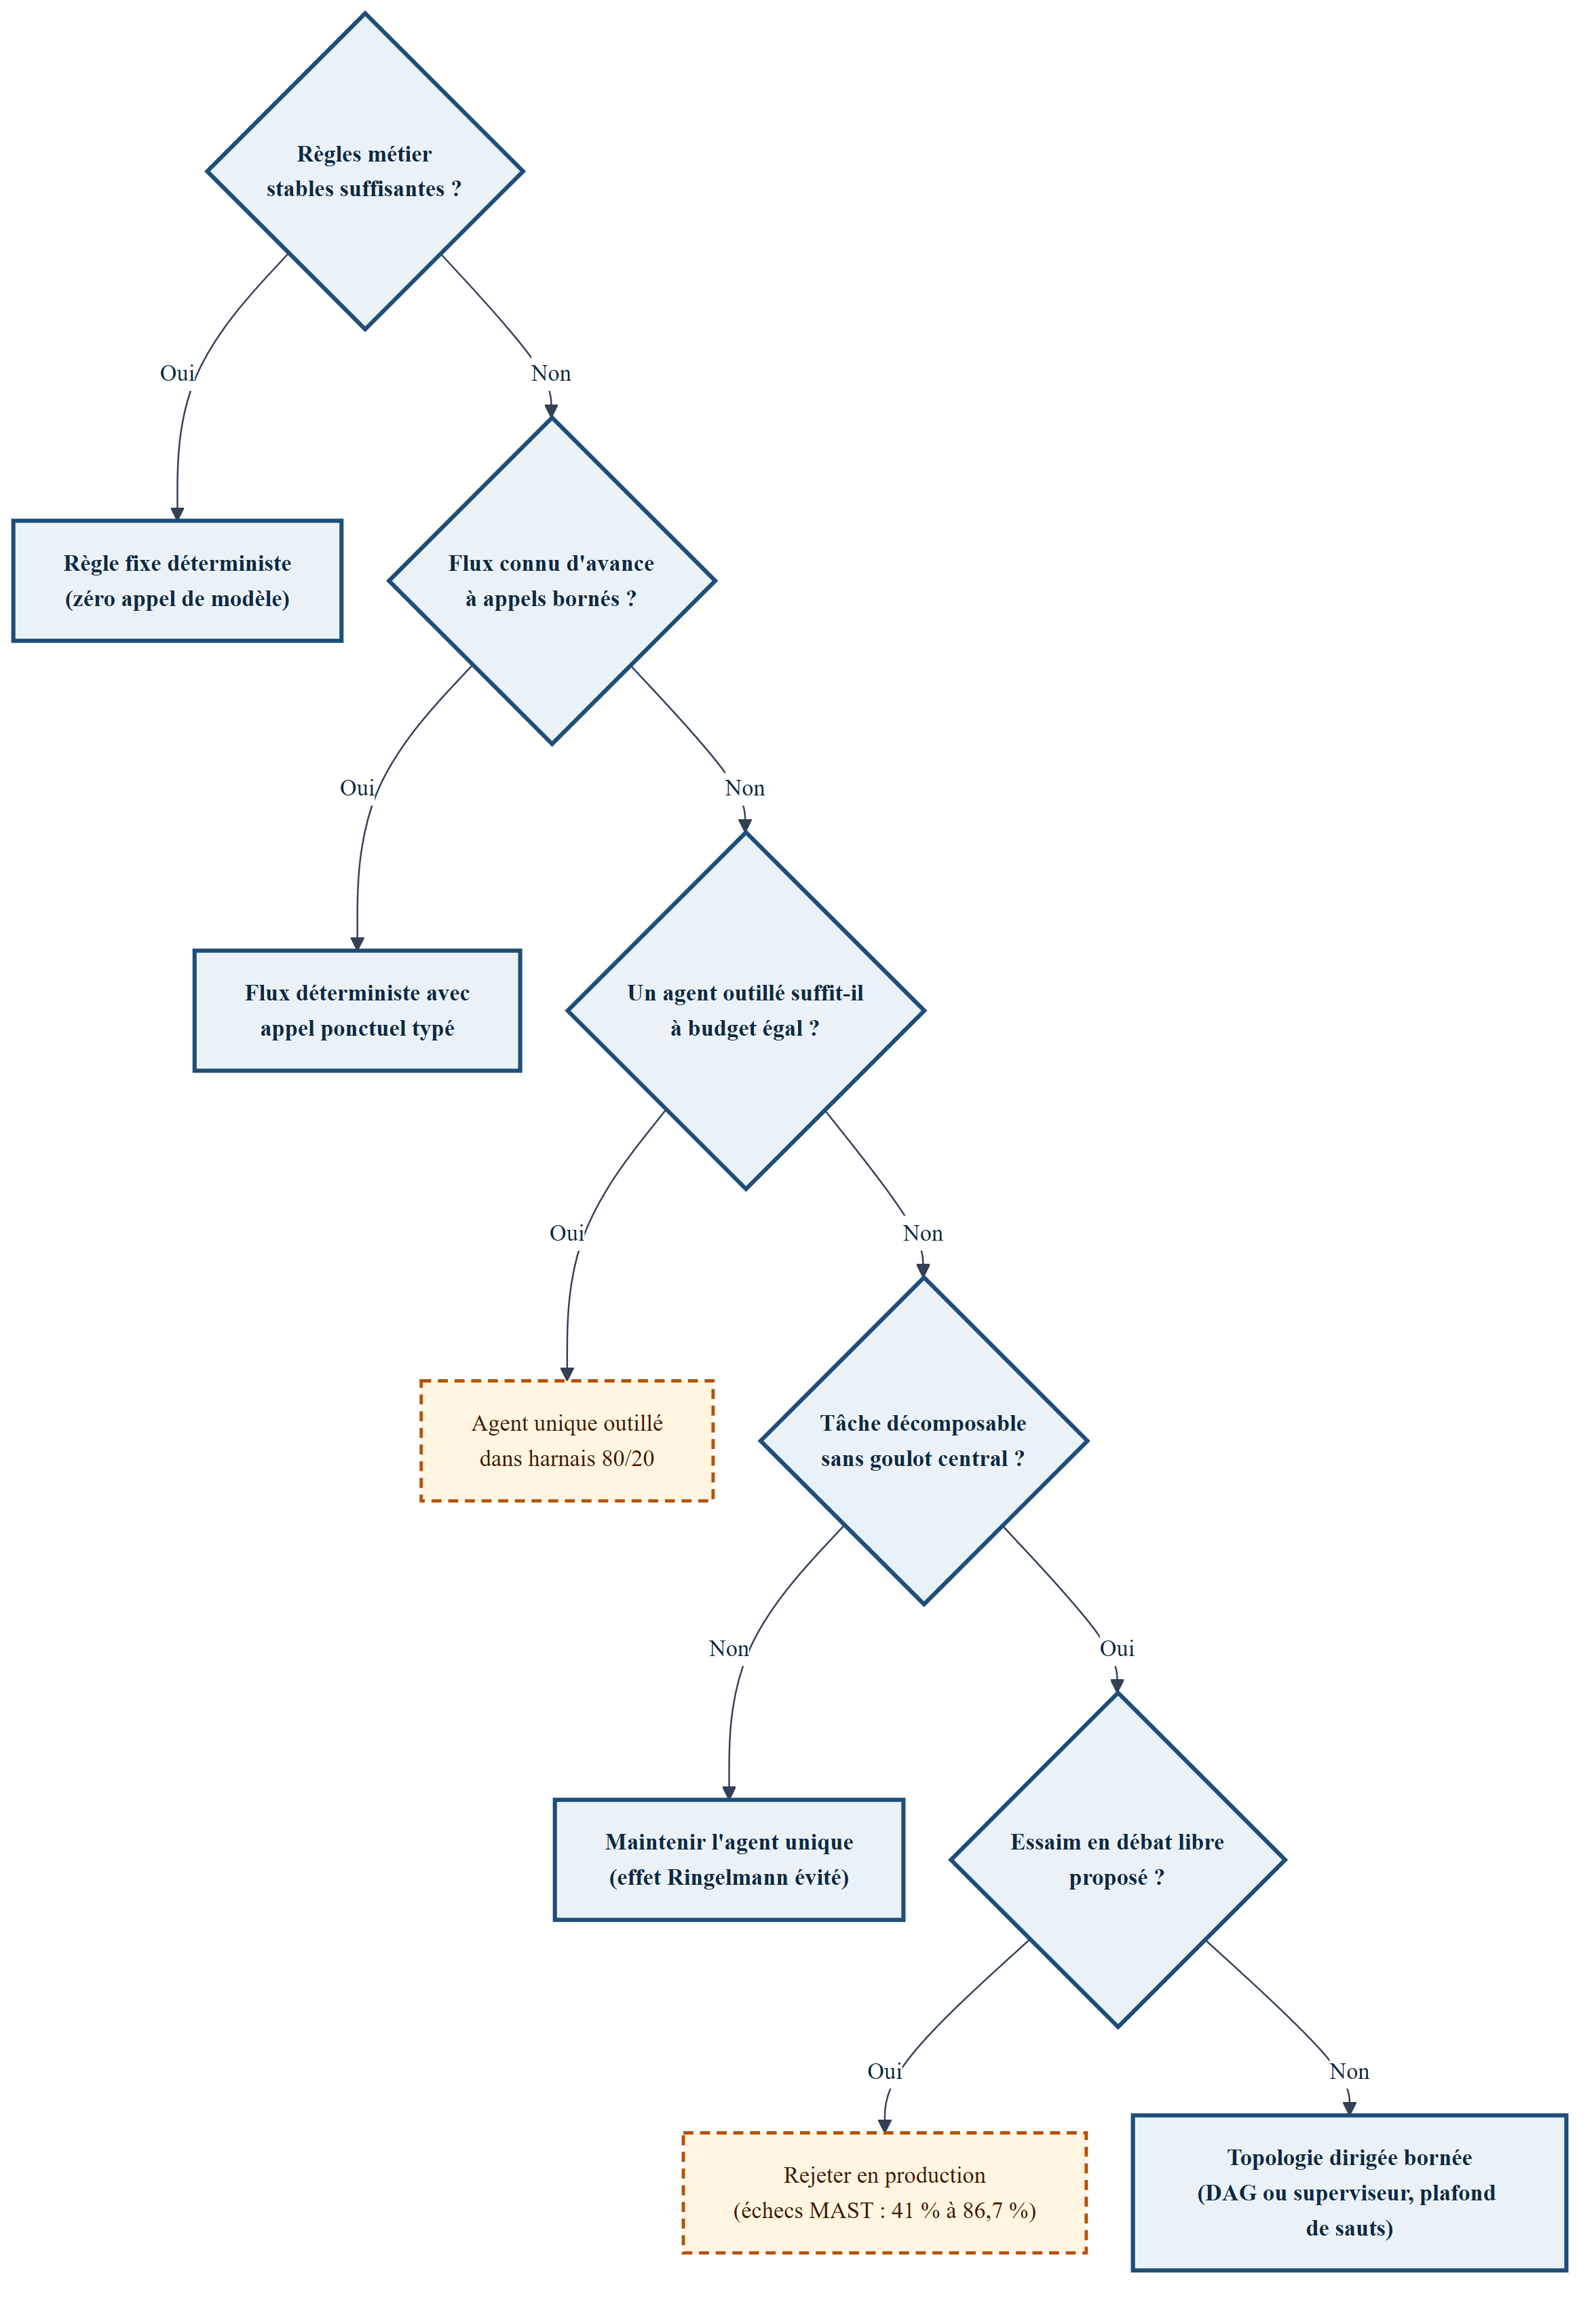 Règles métier
stables suffisantes ?
Oui
Non
Règle fixe déterministe
(zéro appel de modèle)
Flux connu d'avance
à appels bornés ?
Oui
Non
Flux déterministe avec
appel ponctuel typé
Un agent outillé suffit-il
à budget égal ?
Oui
Non
Agent unique outillé
dans harnais 80/20
Tâche décomposable
sans goulot central ?
Non
Oui
Maintenir l'agent unique
(effet Ringelmann évité)
Essaim en débat libre
proposé ?
Oui
Non
Rejeter en production
(échecs MAST : 41 % à 86,7 %)
Topologie dirigée bornée
(DAG ou superviseur, plafond
de sauts)